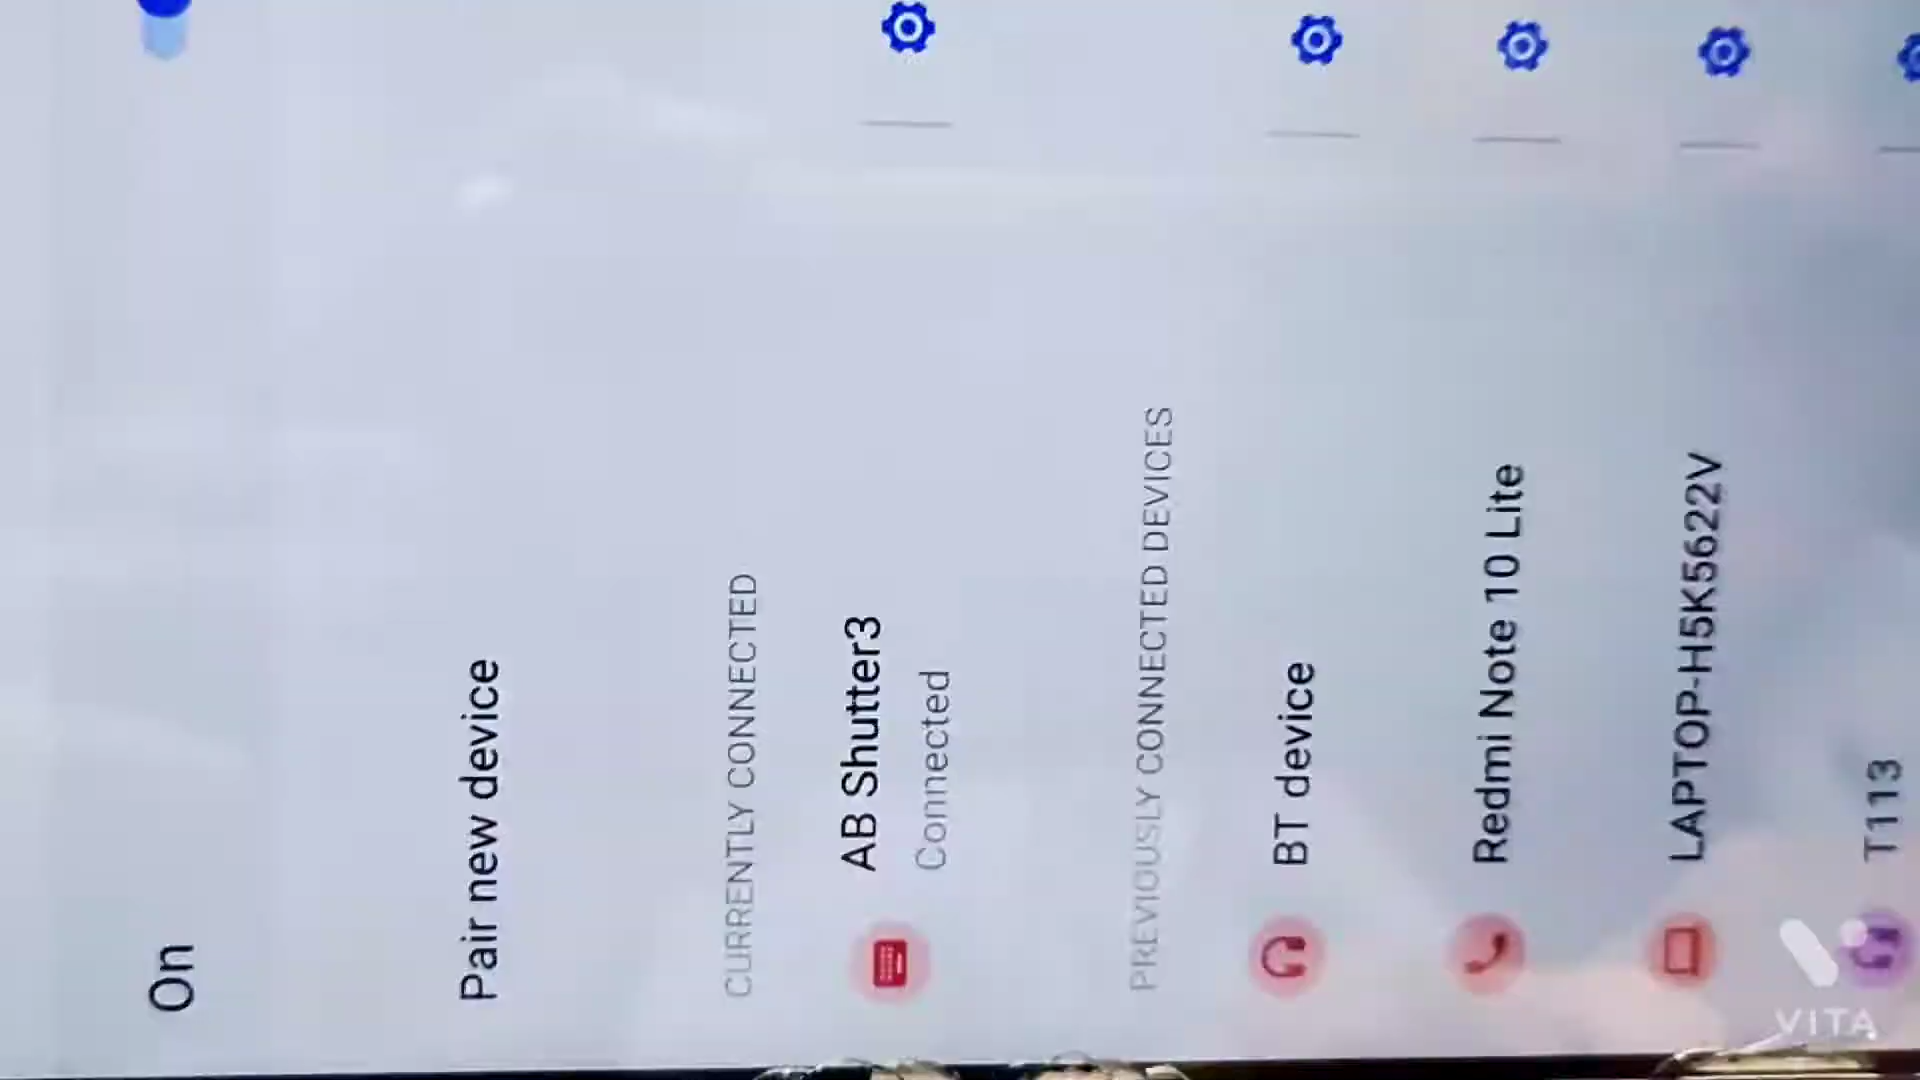 On
Pair new device
CURRENTLY CONNECTED
AB Shutter3
Connected
PREVIOUSLY CONNECTED DEVICES
BT device
Redmi Note 10 Lite
LAPTOP-H5K5622V
T113
VITA